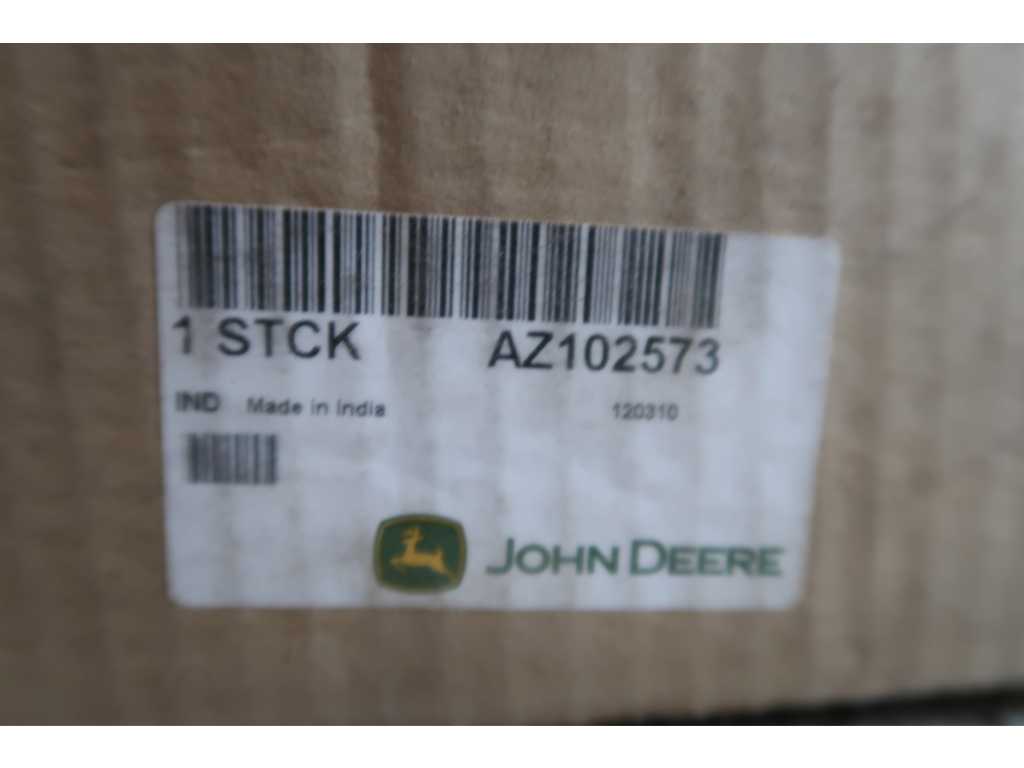 1 STCK AZ102573
IND Made in India 120310
JOHN DEERE